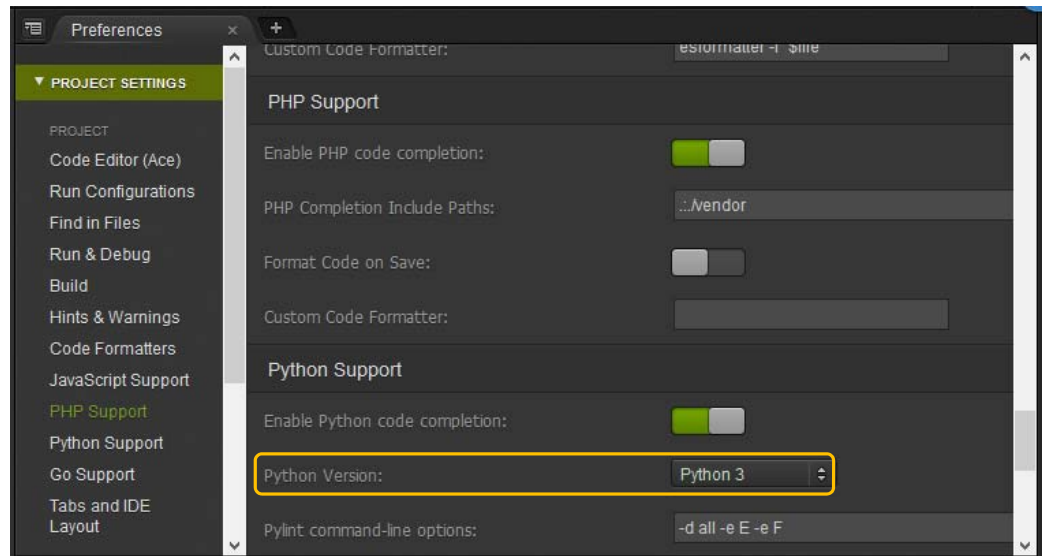 Preferences
PROJECT SETTINGS
PROJECT
Code Editor (Ace)
Run Configurations
Find in Files
Run & Debug
Build
Hints & Warnings
Code Formatters
JavaScript Support
PHP Support
Python Support
Go Support
Tabs and IDE
Layout
Custom Code Formatter:
PHP Support
Enable PHP code completion:
PHP Completion Include Paths: .:./vendor
Format Code on Save:
Custom Code Formatter:
Python Support
Enable Python code completion:
Python Version: Python 3
Pylint command-line options: -d all -e E -e F